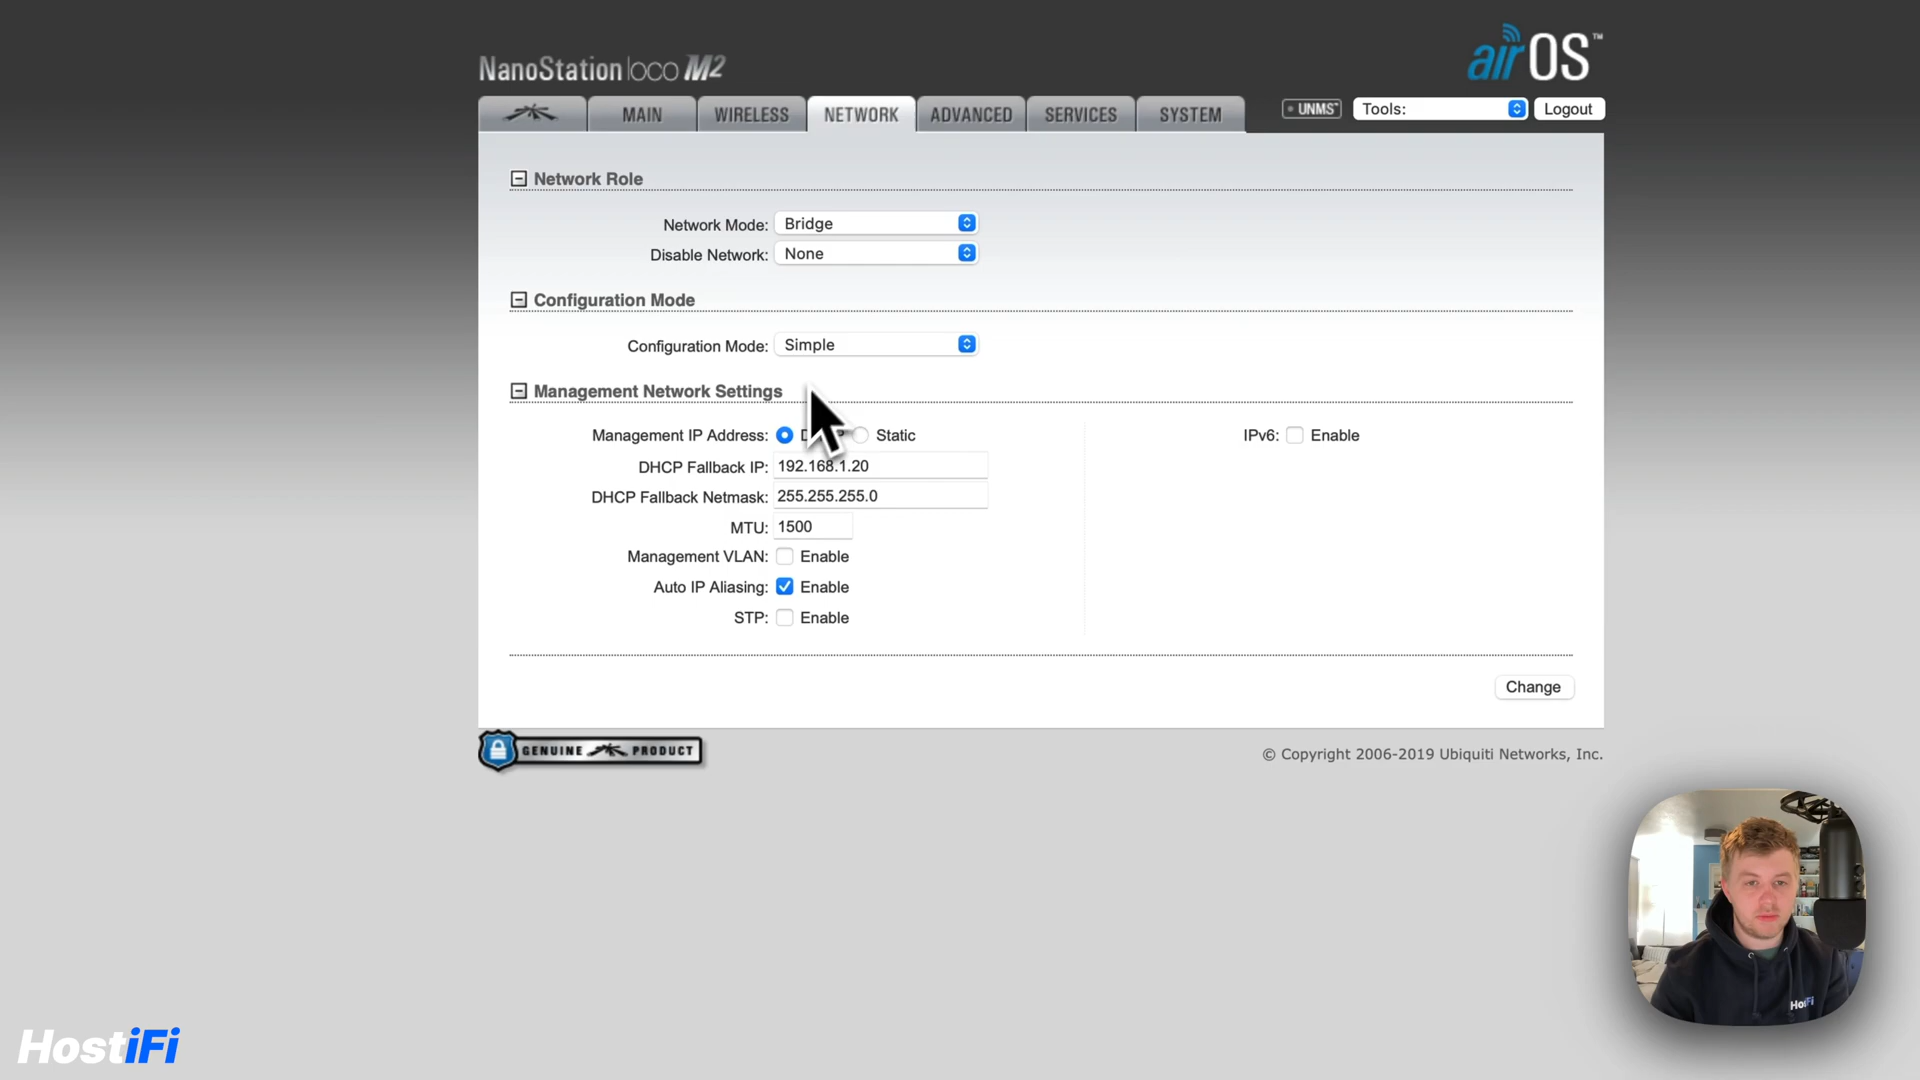 NanoStation loco M2
airOS™
MAIN
WIRELESS
NETWORK
ADVANCED
SERVICES
SYSTEM
UNMS™
Tools:
Logout
Network Role
Network Mode: Bridge
Disable Network: None
Configuration Mode
Configuration Mode: Simple
Management Network Settings
Management IP Address: Static
IPv6: Enable
DHCP Fallback IP: 192.168.1.20
DHCP Fallback Netmask: 255.255.255.0
MTU: 1500
Management VLAN: Enable
Auto IP Aliasing: Enable
STP: Enable
Change
GENUINE PRODUCT
© Copyright 2006-2019 Ubiquiti Networks, Inc.
HostiFi
HostiFi